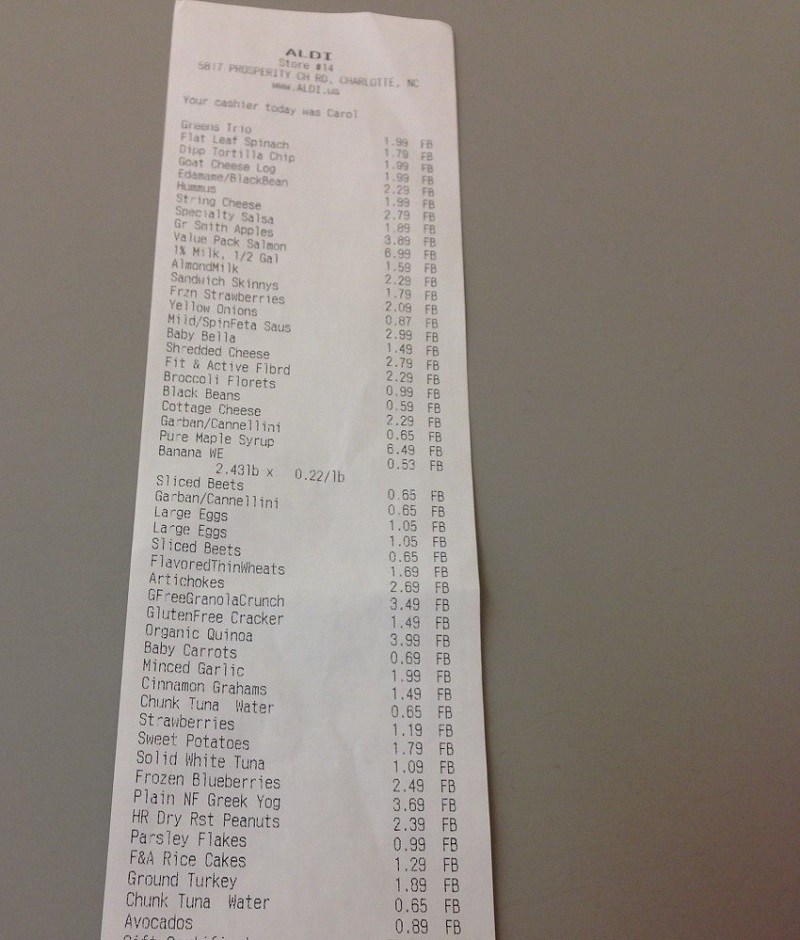 ALDI
Store #14
5817 PROSPERITY CH RD, CHARLOTTE, NC
www.ALDI.us
Your cashier today was Carol
Greens Trio 1.99 FB
Flat Leaf Spinach 1.79 FB
Dipp Tortilla Chip 1.99 FB
Goat Cheese Log 1.99 FB
Edamame/BlackBean 2.29 FB
Hummus 1.99 FB
String Cheese 2.79 FB
Specialty Salsa 1.89 FB
Gr Smith Apples 3.89 FB
Value Pack Salmon 6.99 FB
1% Milk, 1/2 Gal 1.59 FB
AlmondMilk 2.29 FB
Sandwich Skinnys 1.79 FB
Frzn Strawberries 2.09 FB
Yellow Onions 0.87 FB
Mild/SpinFeta Saus 2.99 FB
Baby Bella 1.49 FB
Shredded Cheese 2.79 FB
Fit & Active Flbrd 2.29 FB
Broccoli Florets 0.99 FB
Black Beans 0.59 FB
Cottage Cheese 2.29 FB
Garban/Cannellini 0.65 FB
Pure Maple Syrup 6.49 FB
Banana WE 0.53 FB
2.43lb x 0.22/lb
Sliced Beets 0.65 FB
Garban/Cannellini 0.65 FB
Large Eggs 1.05 FB
Large Eggs 1.05 FB
Sliced Beets 0.65 FB
FlavoredThinWheats 1.69 FB
Artichokes 2.69 FB
GFreeGranolaCrunch 3.49 FB
GlutenFree Cracker 1.49 FB
Organic Quinoa 3.99 FB
Baby Carrots 0.69 FB
Minced Garlic 1.99 FB
Cinnamon Grahams 1.49 FB
Chunk Tuna Water 0.65 FB
Strawberries 1.19 FB
Sweet Potatoes 1.79 FB
Solid White Tuna 1.09 FB
Frozen Blueberries 2.49 FB
Plain NF Greek Yog 3.69 FB
HR Dry Rst Peanuts 2.39 FB
Parsley Flakes 0.99 FB
F&A Rice Cakes 1.29 FB
Ground Turkey 1.89 FB
Chunk Tuna Water 0.65 FB
Avocados 0.89 FB